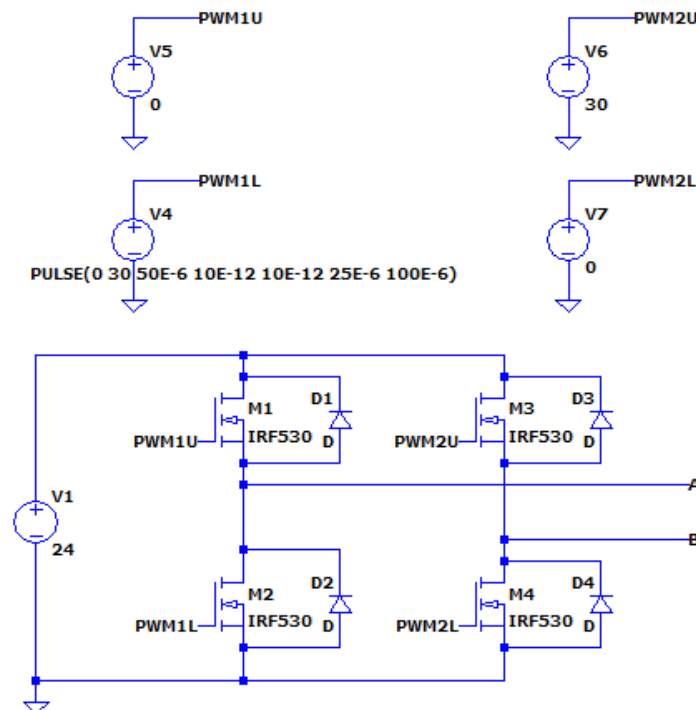 PWM1U
V5
0
PWM2U
V6
30
PWM1L
V4
PULSE(0 30 50E-6 10E-12 10E-12 25E-6 100E-6)
PWM2L
V7
0
V1
24
M1
IRF530
PWM1U
D1
D
M3
IRF530
PWM2U
D3
D
A
B
M2
IRF530
PWM1L
D2
D
M4
IRF530
PWM2L
D4
D